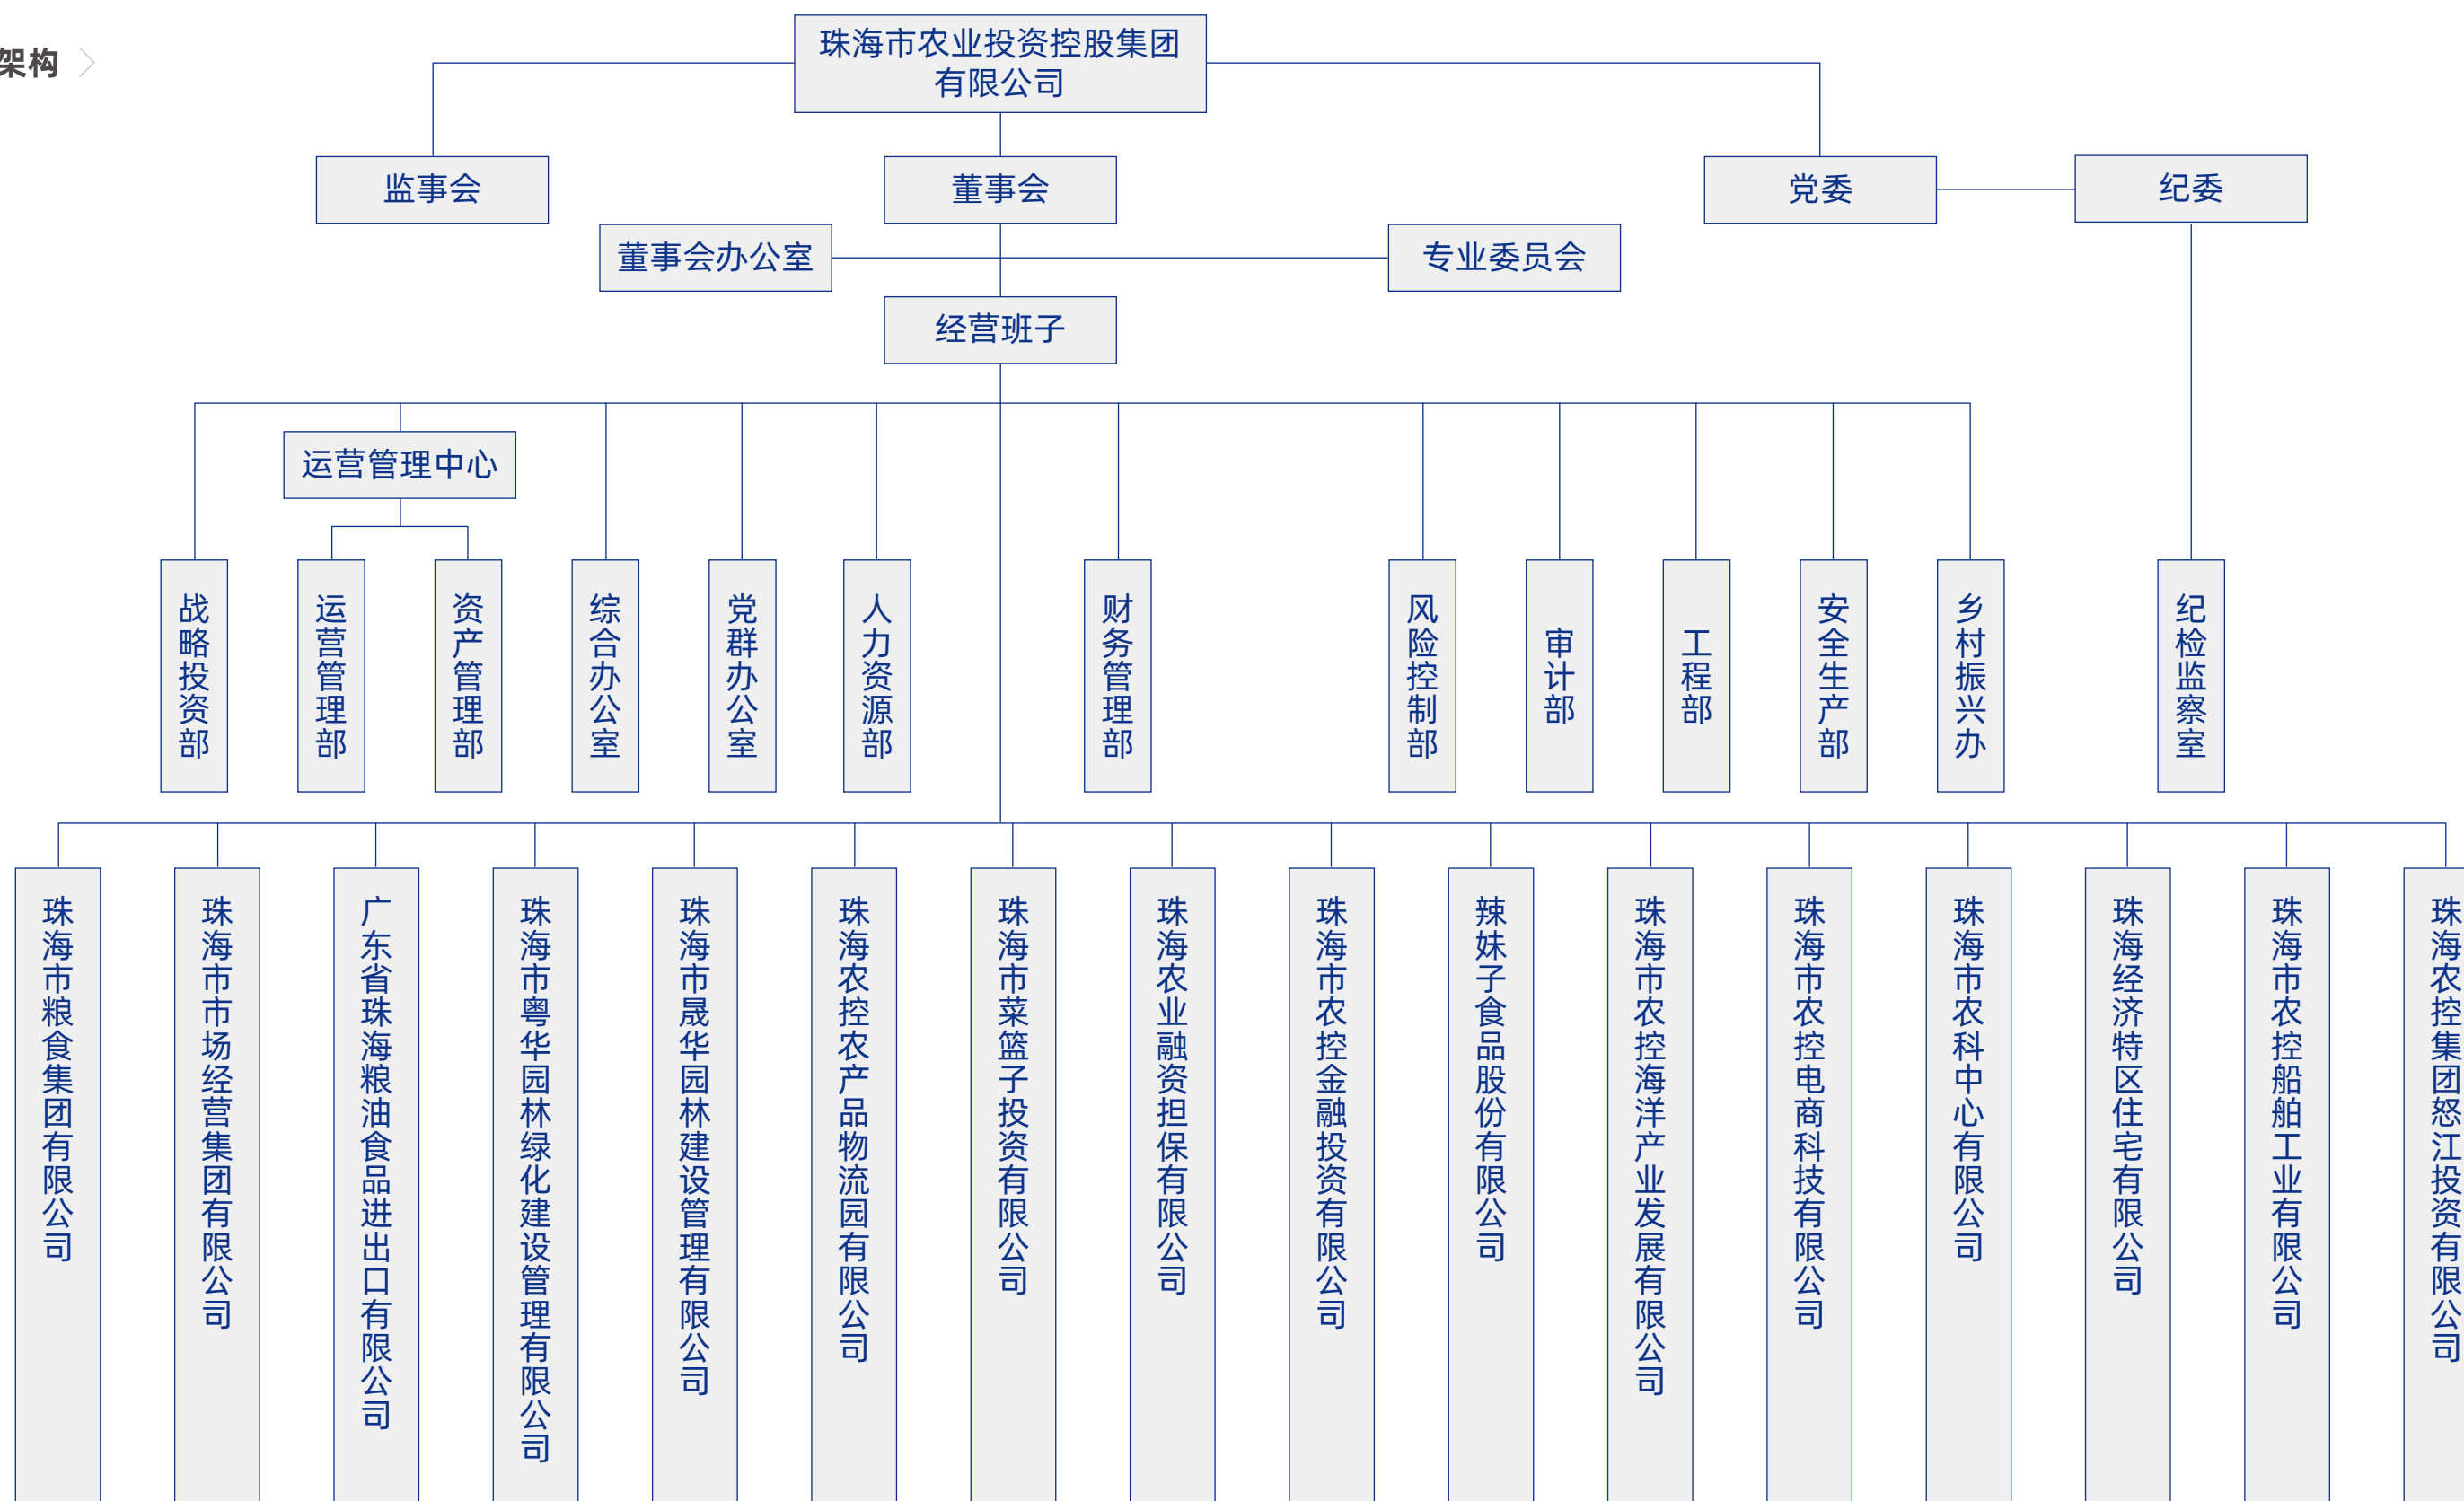 架构
珠海市农业投资控股集团
有限公司
监事会
董事会
党委
纪委
董事会办公室
专业委员会
经营班子
运营管理中心
战略投资部
运营管理部
资产管理部
综合办公室
党群办公室
人力资源部
财务管理部
风险控制部
审计部
工程部
安全生产部
乡村振兴办
纪检监察室
珠海市粮食集团有限公司
珠海市市场经营集团有限公司
广东省珠海粮油食品进出口有限公司
珠海市粤华园林绿化建设管理有限公司
珠海市晟华园林建设管理有限公司
珠海农控农产品物流园有限公司
珠海市菜篮子投资有限公司
珠海农业融资担保有限公司
珠海市农控金融投资有限公司
辣妹子食品股份有限公司
珠海市农控海洋产业发展有限公司
珠海市农控电商科技有限公司
珠海市农科中心有限公司
珠海经济特区住宅有限公司
珠海市农控船舶工业有限公司
珠海农控集团怒江投资有限公司